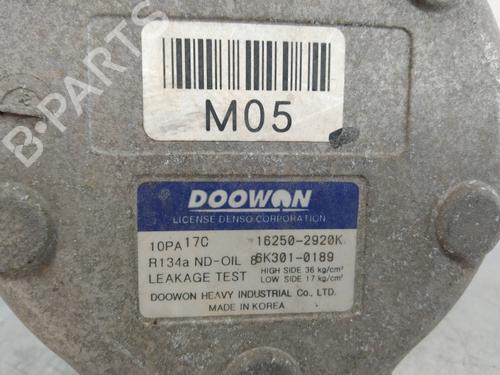 B-PARTS
M05
DOOWON
LICENSE DENSO CORPORATION
10PA17C 16250-2920K
R134a ND-OIL 8 6K301-0189
LEAKAGE TEST HIGH SIDE 36 kg/cm²
LOW SIDE 17 kg/cm²
DOOWON HEAVY INDUSTRIAL Co., LTD.
MADE IN KOREA